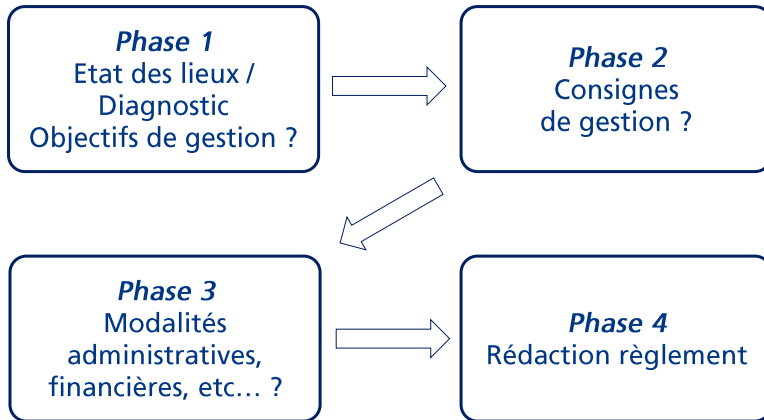 Phase 1
Etat des lieux /
Diagnostic
Objectifs de gestion ?
Phase 2
Consignes
de gestion ?
Phase 3
Modalités
administratives,
financières, etc... ?
Phase 4
Rédaction règlement